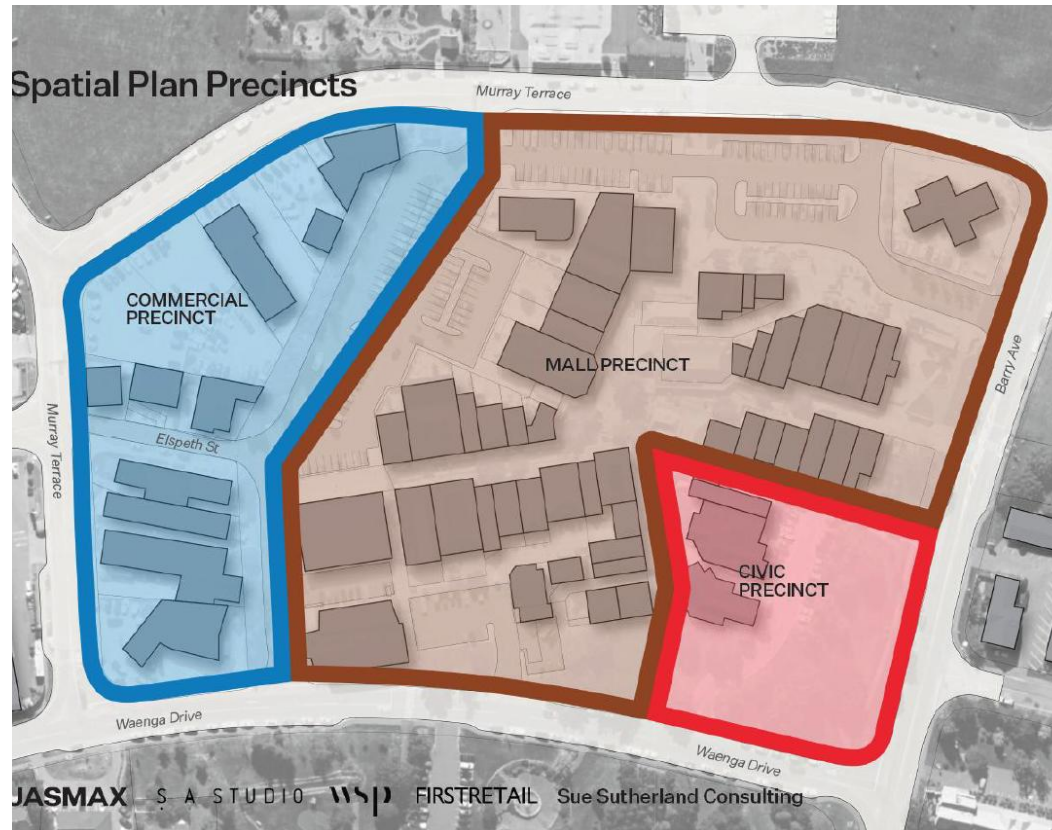 Spatial Plan Precincts
Murray Terrace
COMMERCIAL
PRECINCT
MALL PRECINCT
Barry Ave
Murray Terrace
Elspeth St
CIVIC
PRECINCT
Waenga Drive
Waenga Drive
JASMAX S A STUDIO wsp FIRSTRETAIL Sue Sutherland Consulting